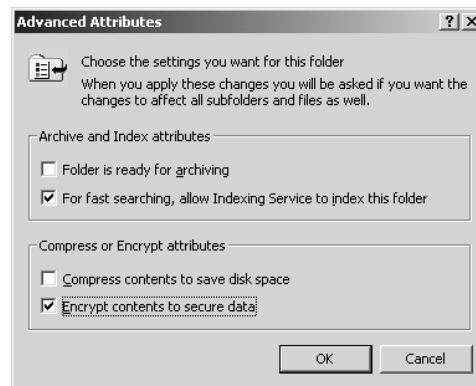 Advanced Attributes
Choose the settings you want for this folder
When you apply these changes you will be asked if you want the
changes to affect all subfolders and files as well.
Archive and Index attributes
Folder is ready for archiving
For fast searching, allow Indexing Service to index this folder
Compress or Encrypt attributes
Compress contents to save disk space
Encrypt contents to secure data
OK
Cancel